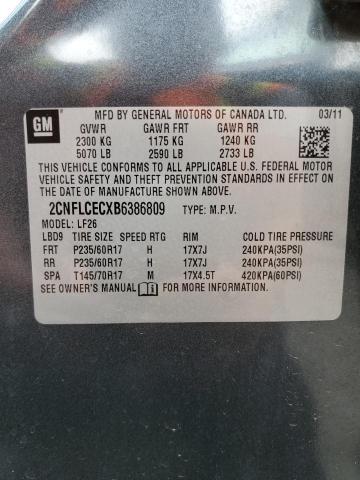 GM
MFD BY GENERAL MOTORS OF CANADA LTD. 03/11
GVWR GAWR FRT GAWR RR
2300 KG 1175 KG 1240 KG
5070 LB 2590 LB 2733 LB
THIS VEHICLE CONFORMS TO ALL APPLICABLE U.S. FEDERAL MOTOR
VEHICLE SAFETY AND THEFT PREVENTION STANDARDS IN EFFECT
ON THE DATE OF MANUFACTURE SHOWN ABOVE.
2CNFLCECXB6386809 TYPE: M.P.V.
MODEL: LF26
LBD9 TIRE SIZE SPEED RTG RIM COLD TIRE PRESSURE
FRT P235/60R17 H 17X7J 240KPA(35PSI)
RR P235/60R17 H 17X7J 240KPA(35PSI)
SPA T145/70R17 M 17X4.5T 420KPA(60PSI)
SEE OWNER'S MANUAL FOR MORE INFORMATION.